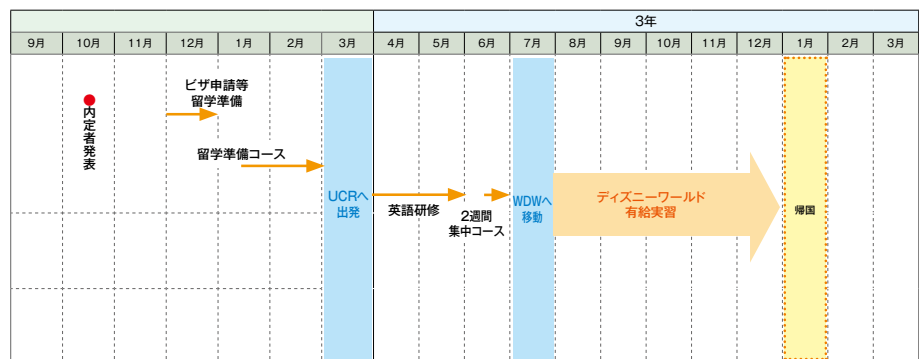 3年
9月 10月 11月 12月 1月 2月 3月 4月 5月 6月 7月 8月 9月 10月 11月 12月 1月 2月 3月
ビザ申請等
留学準備
●内定者発表
留学準備コース
UCRへ
出発
英語研修
2週間
集中コース
WDWへ
移動
ディズニーワールド
有給実習
帰国